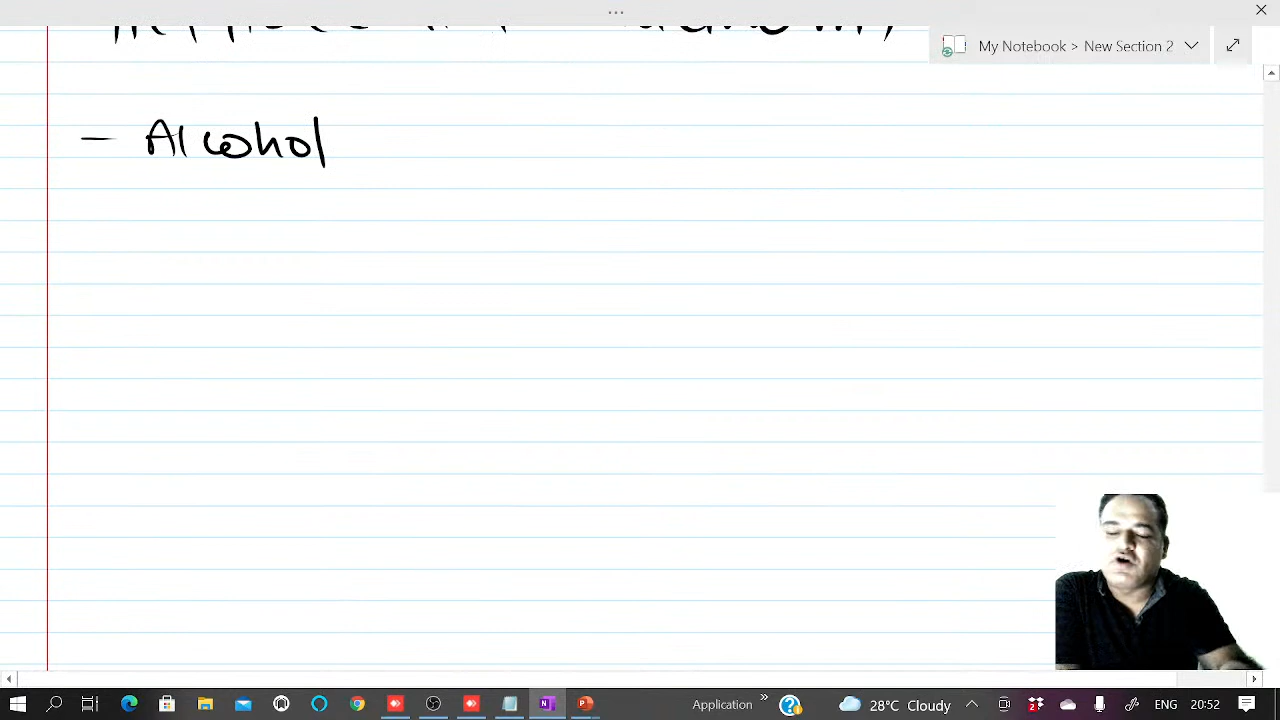 My Notebook > New Section 2
- Alcohol
Application
28°C Cloudy
ENG
20:52